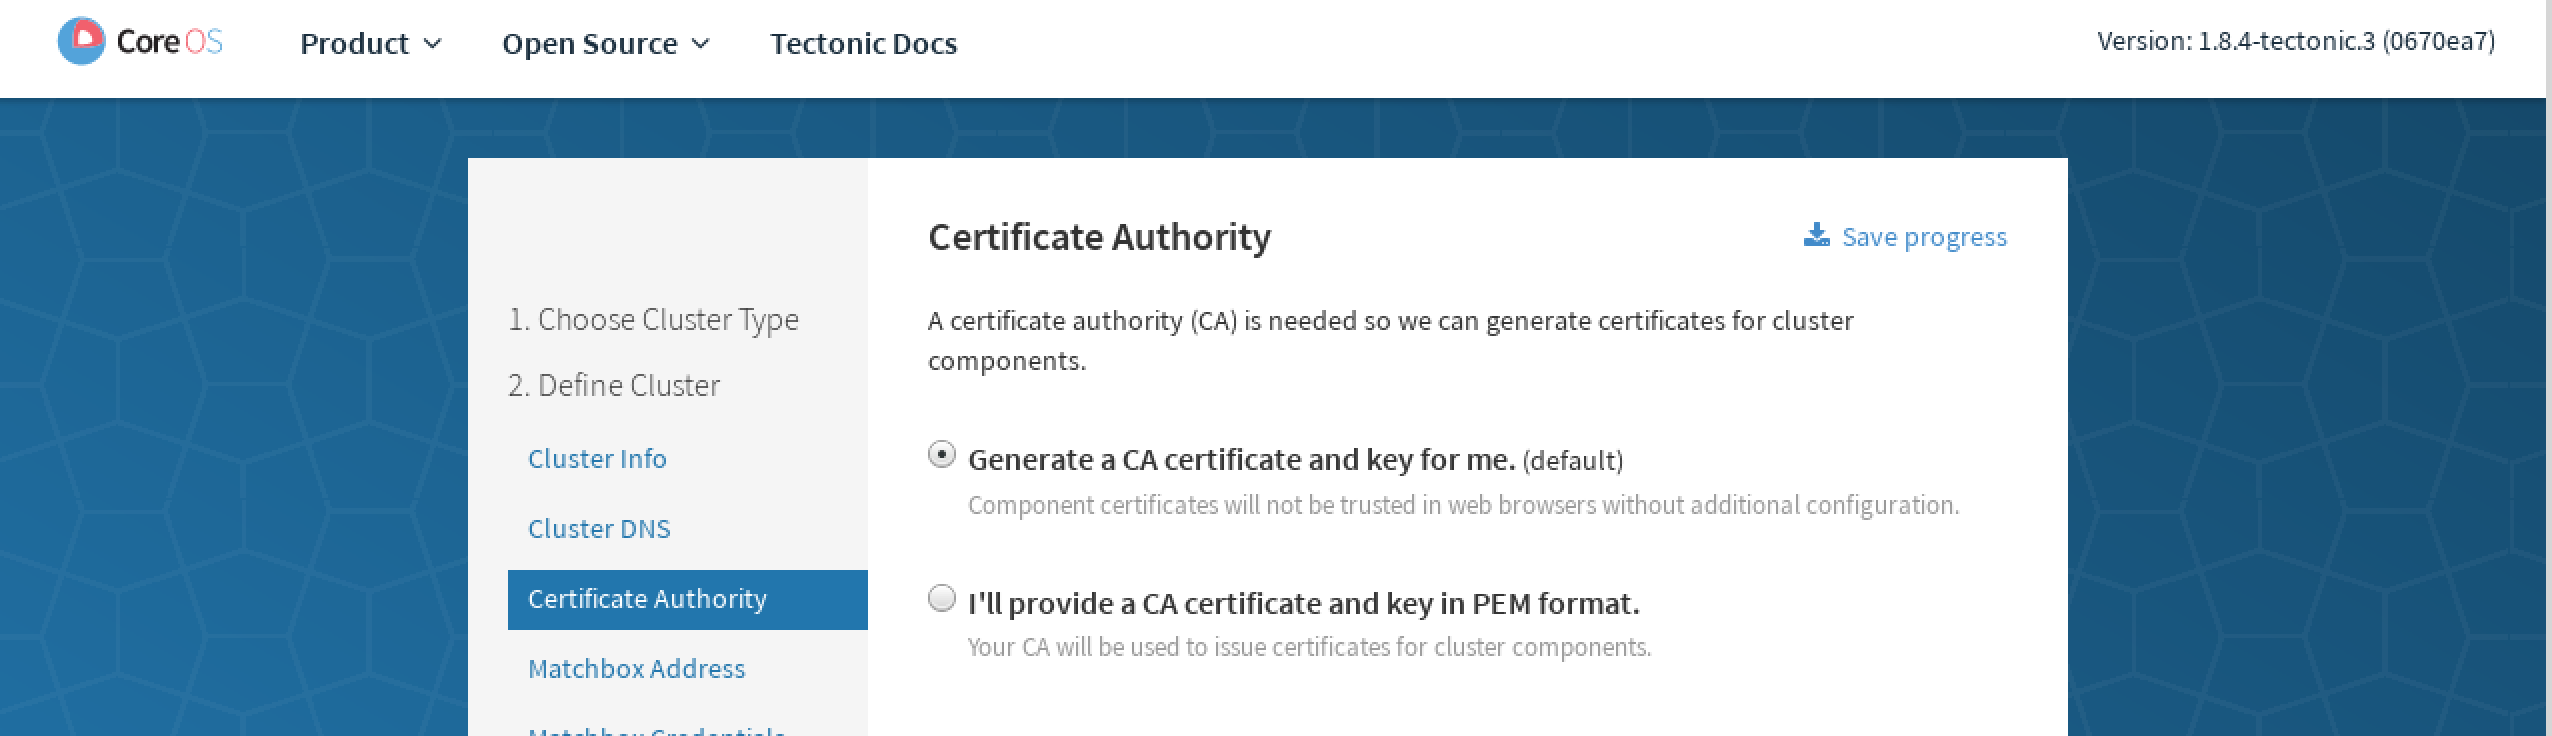 CoreOS
Product
Open Source
Tectonic Docs
Version: 1.8.4-tectonic.3 (0670ea7)
1. Choose Cluster Type
2. Define Cluster
Cluster Info
Cluster DNS
Certificate Authority
Matchbox Address
Matchbox Credentials
Certificate Authority
Save progress
A certificate authority (CA) is needed so we can generate certificates for cluster
components.
Generate a CA certificate and key for me. (default)
Component certificates will not be trusted in web browsers without additional configuration.
I'll provide a CA certificate and key in PEM format.
Your CA will be used to issue certificates for cluster components.